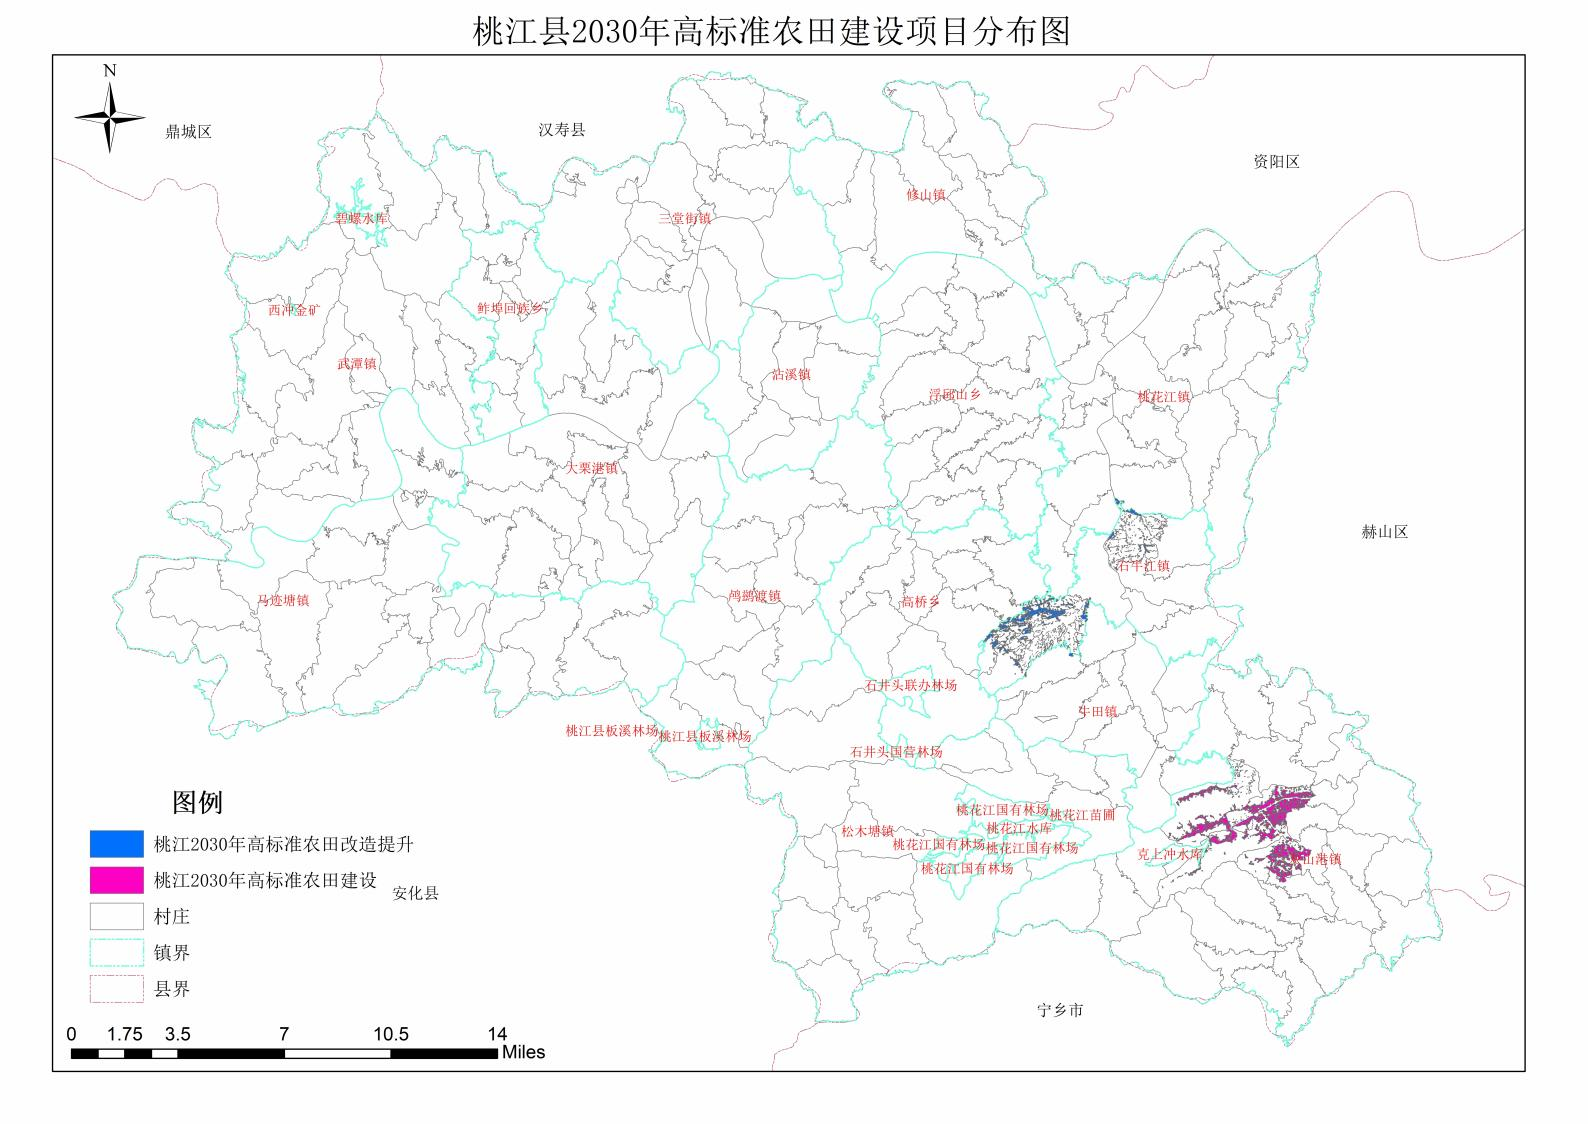 桃江县2030年高标准农田建设项目分布图
N
鼎城区
汉寿县
资阳区
修山镇
碧螺水库
三堂街镇
西冲金矿
鲊埠回族乡
武潭镇
沾溪镇
浮邱山乡
桃花江镇
大栗港镇
赫山区
石牛江镇
马迹塘镇
鸬鹚渡镇
高桥乡
石井头联办林场
牛田镇
桃江县板溪林场
桃江县板溪林场
石井头国营林场
图例
桃花江国有林场
桃花江苗圃
松木塘镇
桃花江水库
桃花江国有林场
桃花江国有林场
克上冲水库
山港镇
桃花江国有林场
桃江2030年高标准农田改造提升
桃江2030年高标准农田建设
安化县
村庄
镇界
县界
宁乡市
0 1.75 3.5 7 10.5 14
Miles